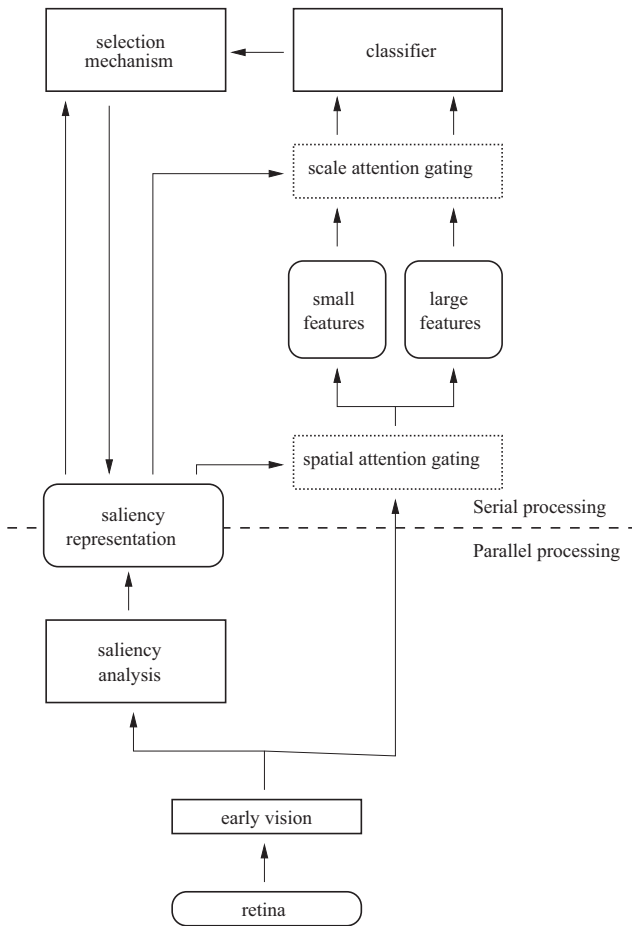 selection
mechanism
classifier
scale attention gating
small
features
large
features
spatial attention gating
Serial processing
saliency
representation
Parallel processing
saliency
analysis
early vision
retina